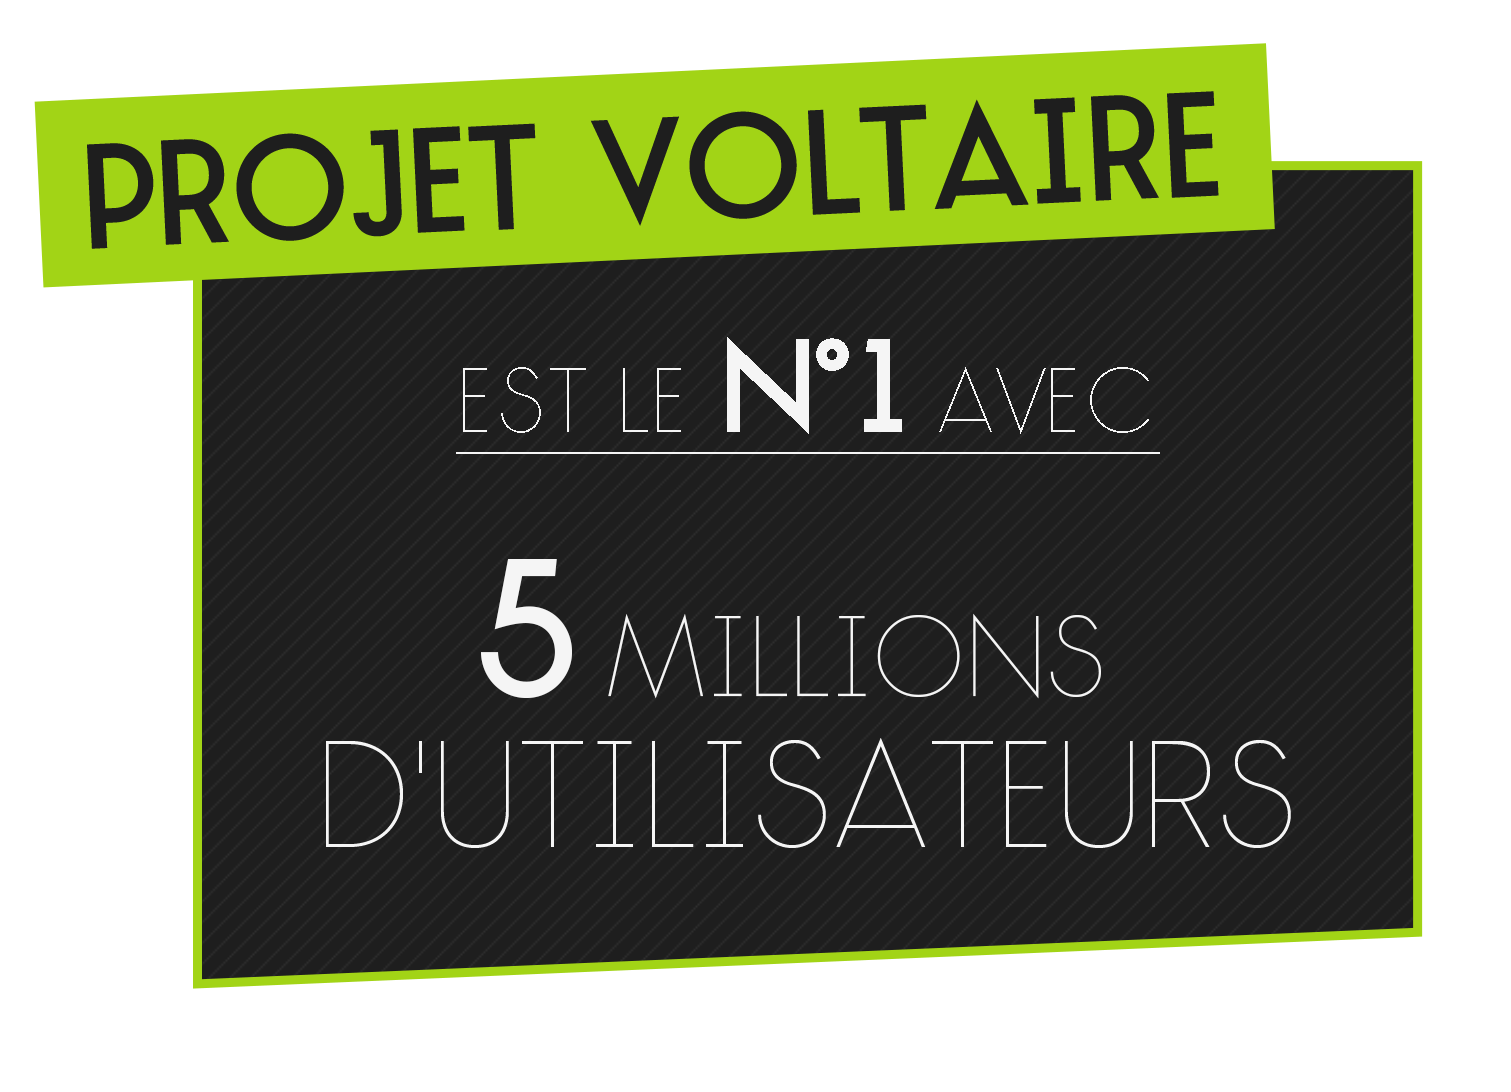 PROJET VOLTAIRE
EST LE N°1 AVEC
5 MILLIONS
D'UTILISATEURS